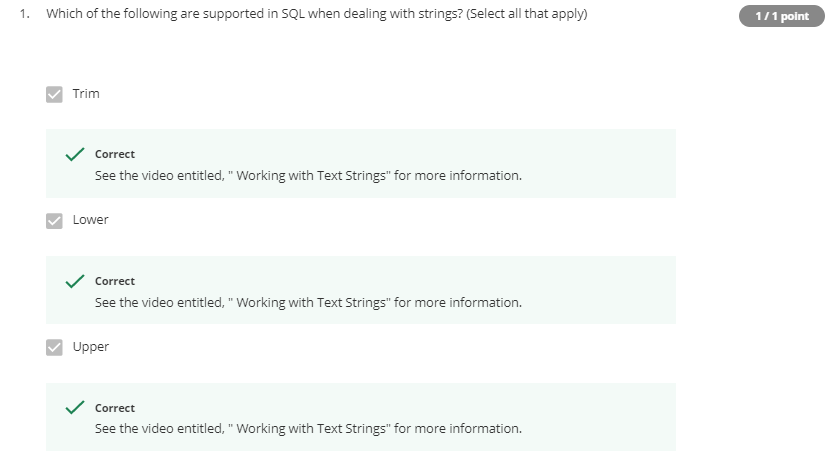 1. Which of the following are supported in SQL when dealing with strings? (Select all that apply)
1 / 1 point
Trim
Correct
See the video entitled, " Working with Text Strings" for more information.
Lower
Correct
See the video entitled, " Working with Text Strings" for more information.
Upper
Correct
See the video entitled, " Working with Text Strings" for more information.